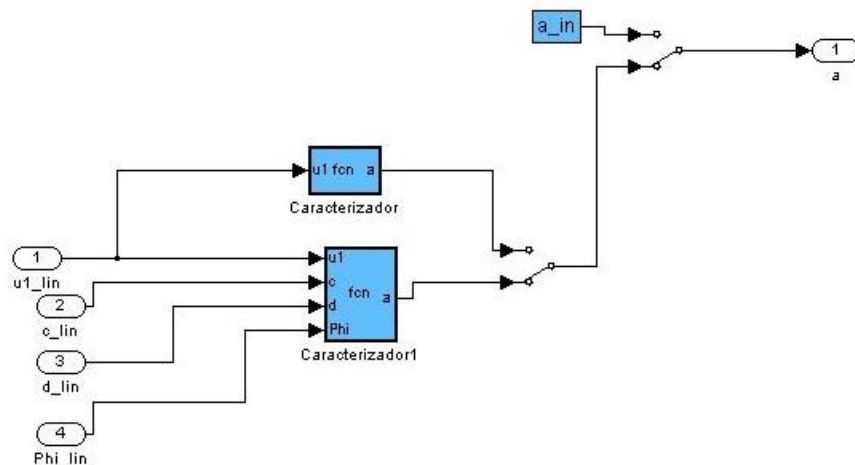 a_in
1
a
u1 fcn a
Caracterizador
1
u1_lin
u1
2
c_lin
c
fcn
a
d
3
d_lin
Phi
Caracterizador1
4
Phi_lin